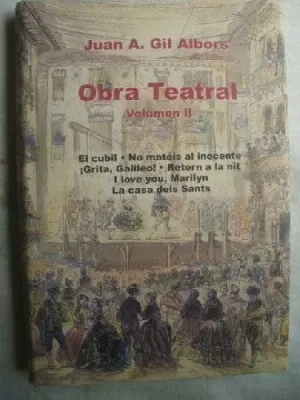 Juan A. Gil Albors
Obra Teatral
Volumen II
El cubil • No matéis al inocente
¡Grita, Galileo! • Retorn a la nit
I love you, Marilyn
La casa dels Sants